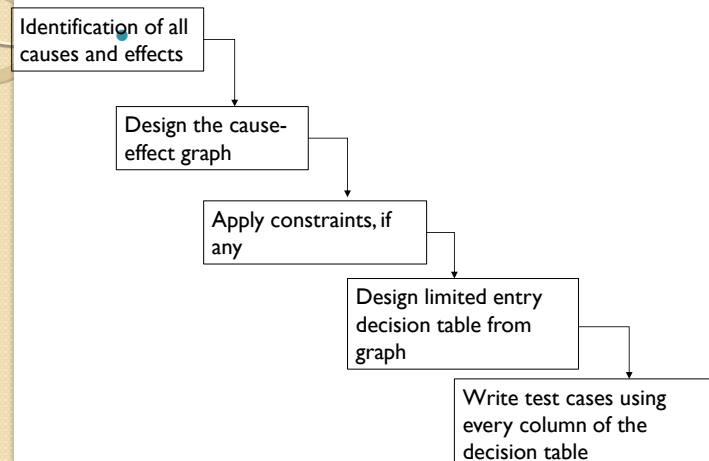 Identification of all
causes and effects
Design the cause-
effect graph
Apply constraints, if
any
Design limited entry
decision table from
graph
Write test cases using
every column of the
decision table